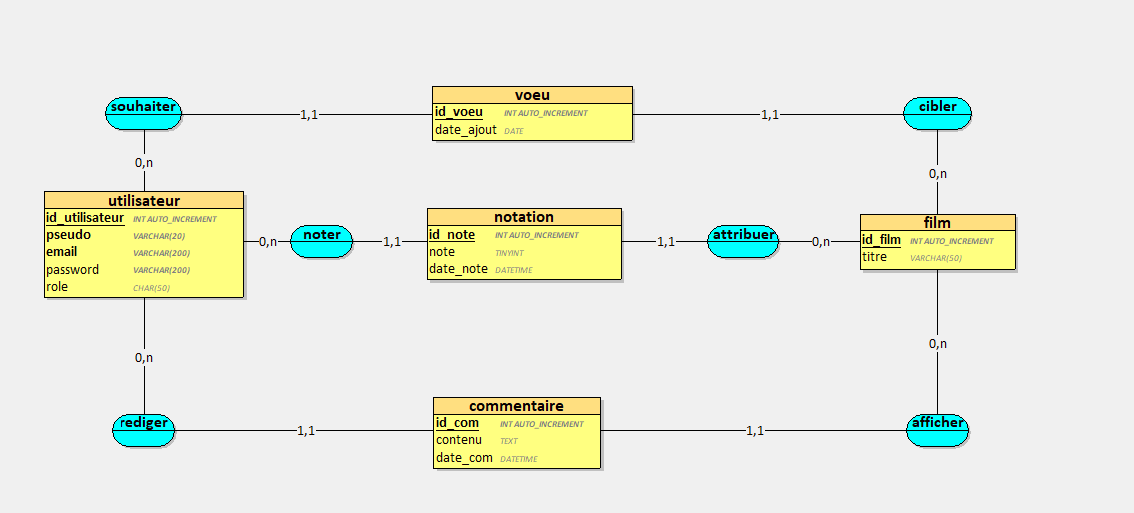 souhaiter
1,1
voeu
id_voeu INT AUTO_INCREMENT
date_ajout DATE
1,1
cibler
0,n
0,n
utilisateur
id_utilisateur INT AUTO_INCREMENT
pseudo VARCHAR(20)
email VARCHAR(200)
password VARCHAR(200)
role CHAR(50)
0,n
noter
1,1
notation
id_note INT AUTO_INCREMENT
note TINYINT
date_note DATETIME
1,1
attribuer
0,n
film
id_film INT AUTO_INCREMENT
titre VARCHAR(50)
0,n
0,n
rediger
1,1
commentaire
id_com INT AUTO_INCREMENT
contenu TEXT
date_com DATETIME
1,1
afficher